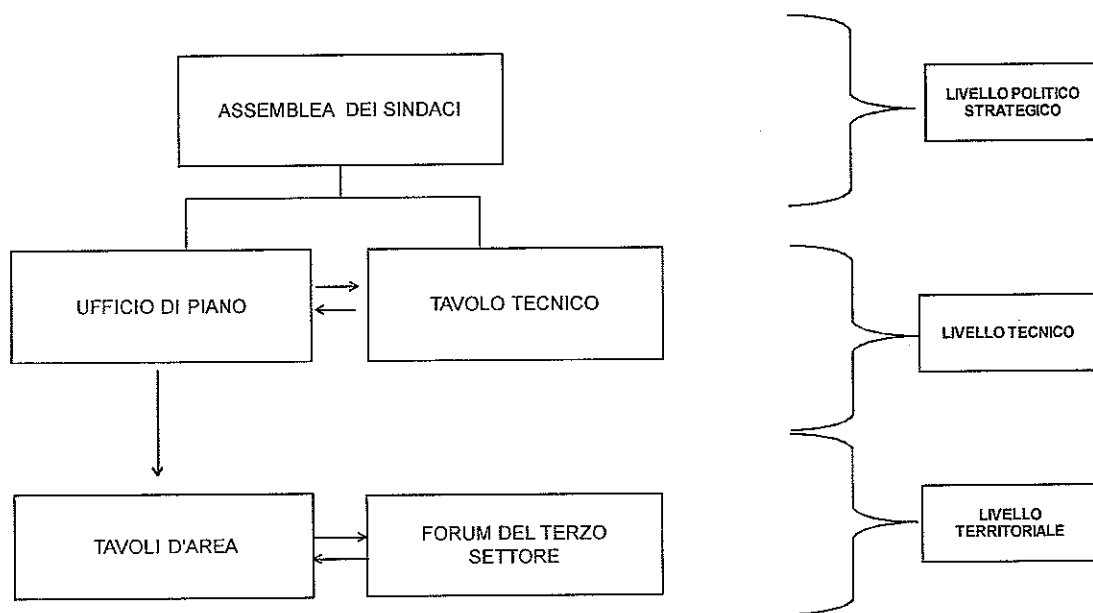 ASSEMBLEA DEI SINDACI
LIVELLO POLITICO
STRATEGICO
UFFICIO DI PIANO
TAVOLO TECNICO
LIVELLO TECNICO
TAVOLI D'AREA
FORUM DEL TERZO
SETTORE
LIVELLO
TERRITORIALE